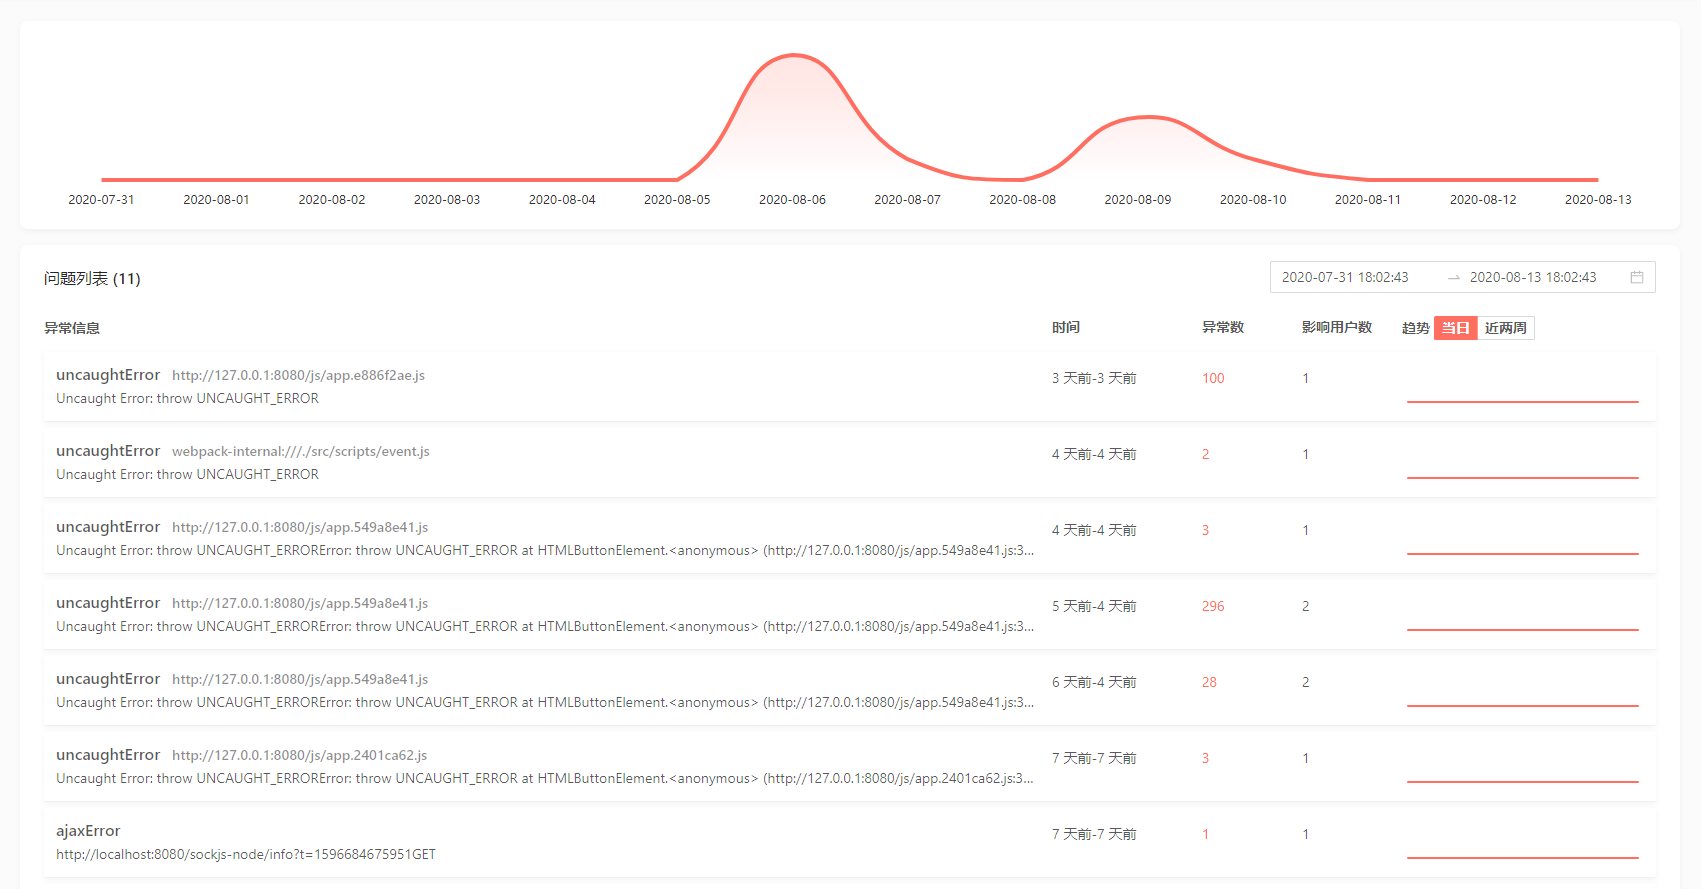 2020-07-31 2020-08-01 2020-08-02 2020-08-03 2020-08-04 2020-08-05 2020-08-06 2020-08-07 2020-08-08 2020-08-09 2020-08-10 2020-08-11 2020-08-12 2020-08-13
问题列表 (11) 2020-07-31 18:02:43 → 2020-08-13 18:02:43
异常信息 时间 异常数 影响用户数 趋势 当日 近两周
uncaughtError http://127.0.0.1:8080/js/app.e886f2ae.js 3 天前-3 天前 100 1
Uncaught Error: throw UNCAUGHT_ERROR
uncaughtError webpack-internal:///./src/scripts/event.js 4 天前-4 天前 2 1
Uncaught Error: throw UNCAUGHT_ERROR
uncaughtError http://127.0.0.1:8080/js/app.549a8e41.js 4 天前-4 天前 3 1
Uncaught Error: throw UNCAUGHT_ERRORError: throw UNCAUGHT_ERROR at HTMLButtonElement.<anonymous> (http://127.0.0.1:8080/js/app.549a8e41.js:3...
uncaughtError http://127.0.0.1:8080/js/app.549a8e41.js 5 天前-4 天前 296 2
Uncaught Error: throw UNCAUGHT_ERRORError: throw UNCAUGHT_ERROR at HTMLButtonElement.<anonymous> (http://127.0.0.1:8080/js/app.549a8e41.js:3...
uncaughtError http://127.0.0.1:8080/js/app.549a8e41.js 6 天前-4 天前 28 2
Uncaught Error: throw UNCAUGHT_ERRORError: throw UNCAUGHT_ERROR at HTMLButtonElement.<anonymous> (http://127.0.0.1:8080/js/app.549a8e41.js:3...
uncaughtError http://127.0.0.1:8080/js/app.2401ca62.js 7 天前-7 天前 3 1
Uncaught Error: throw UNCAUGHT_ERRORError: throw UNCAUGHT_ERROR at HTMLButtonElement.<anonymous> (http://127.0.0.1:8080/js/app.2401ca62.js:3...
ajaxError 7 天前-7 天前 1 1
http://localhost:8080/sockjs-node/info?t=1596684675951GET